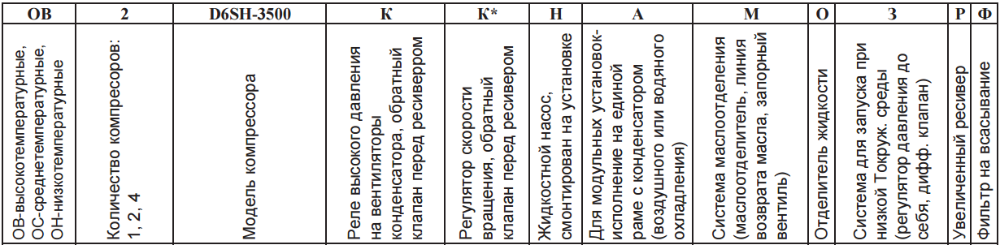 ОВ 2 D6SH-3500 К К* Н А М О З Р Ф
ОВ-высокотемпературные,
ОС-среднетемпературные,
ОН-низкотемпературные
Количество компрессоров:
1, 2, 4
Модель компрессора
Реле высокого давления
на вентиляторы
конденсатора, обратный
клапан перед ресивером
Регулятор скорости
вращения, обратный
клапан перед ресивером
Жидкостной насос,
смонтирован на установке
Для модульных установок-
исполнение на единой
раме с конденсатором
(воздушного или водяного
охладления)
Система маслоотделения
(маслоотделитель, линия
возврата масла, запорный
вентиль)
Отделитель жидкости
Система для запуска при
низкой Токруж. среды
(регулятор давления до
себя, дифф. клапан)
Увеличенный ресивер
Фильтр на всасывание